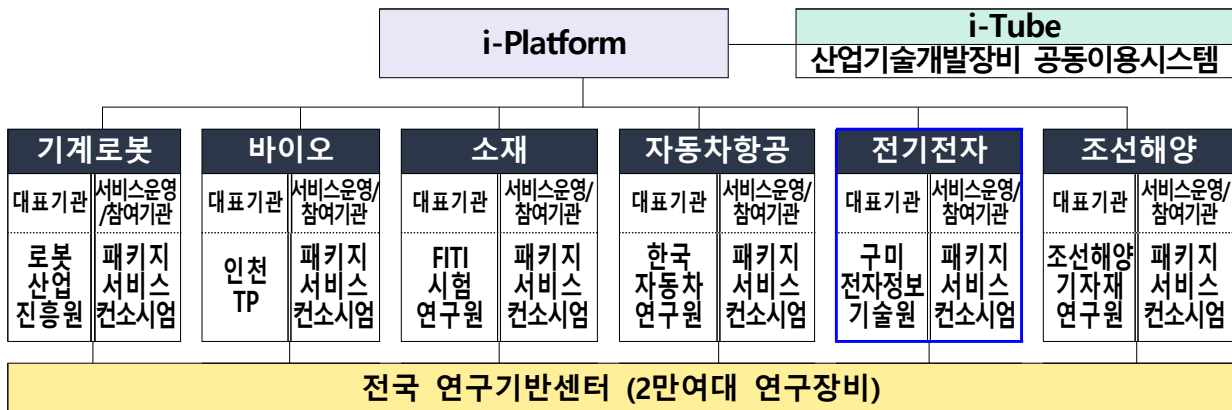 i-Platform
i-Tube
산업기술개발장비 공동이용시스템
기계로봇
대표기관
서비스운영
/참여기관
로봇
산업
진흥원
패키지
서비스
컨소시엄
바이오
대표기관
서비스운영/
참여기관
인천
TP
패키지
서비스
컨소시엄
소재
대표기관
서비스운영/
참여기관
FITI
시험
연구원
패키지
서비스
컨소시엄
자동차항공
대표기관
서비스운영/
참여기관
한국
자동차
연구원
패키지
서비스
컨소시엄
전기전자
대표기관
서비스운영/
참여기관
구미
전자정보
기술원
패키지
서비스
컨소시엄
조선해양
대표기관
서비스운영/
참여기관
조선해양
기자재
연구원
패키지
서비스
컨소시엄
전국 연구기반센터 (2만여대 연구장비)